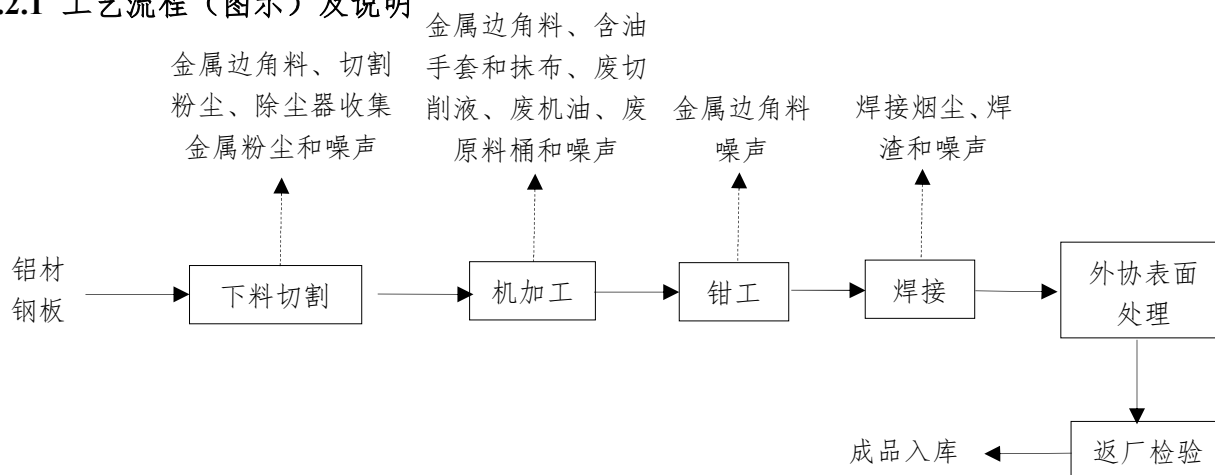 .2.1 工艺流程（图示）及说明
金属边角料、切割
粉尘、除尘器收集
金属粉尘和噪声
金属边角料、含油
手套和抹布、废切
削液、废机油、废
原料桶和噪声
金属边角料
噪声
焊接烟尘、焊
渣和噪声
铝材
钢板
下料切割
机加工
钳工
焊接
外协表面
处理
返厂检验
成品入库